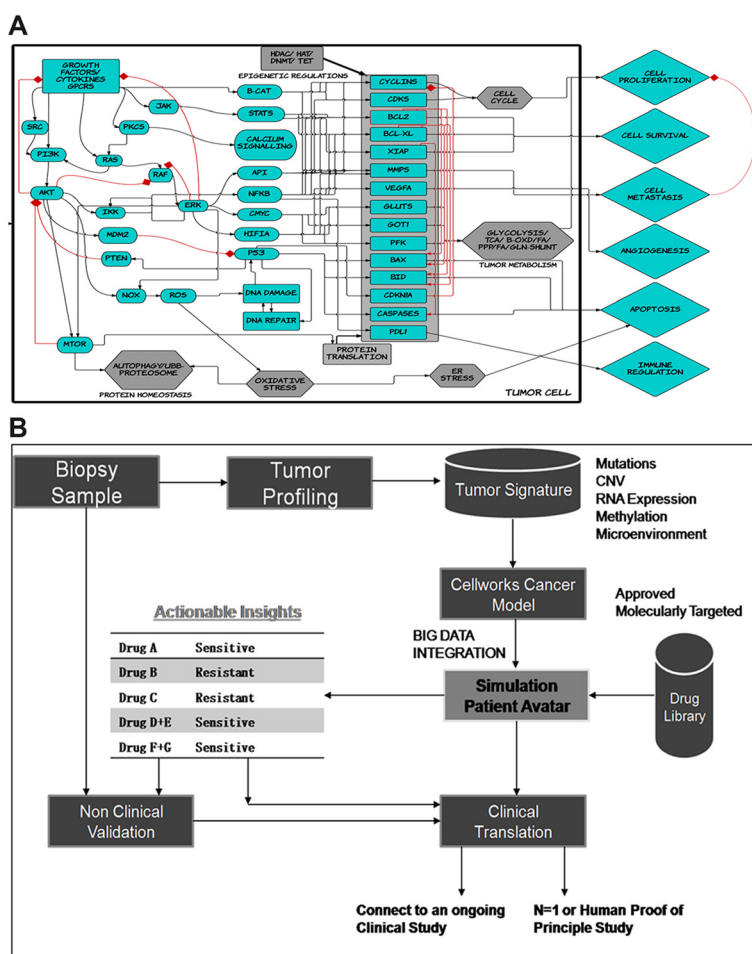 A
GROWTH
FACTORS/
CYTOKINES
GPCRS
HDAC/ HAT/
DNMT/ TET
EPIGENETIC REGULATIONS
SRC
JAK
PKCS
PI3K
RAS
RAF
AKT
IKK
ERK
MDM2
PTEN
NOX
ROS
MTOR
B-CAT
STATS
CALCIUM
SIGNALLING
API
NFKB
CMYC
HIFIA
P53
DNA DAMAGE
DNA REPAIR
CYCLINS
CDKS
BCL2
BCL-XL
XIAP
MMPS
VEGFA
GLUTS
GOT1
PFK
BAX
BID
CDKNIA
CASPASES
PDL1
PROTEIN
TRANSLATION
CELL
CYCLE
GLYCOLYSIS/
TCA/ B-OXD/FA/
PPP/FA/GLN-SHUNT
TUMOR METABOLISM
AUTOPHAGY/UBB-
PROTEOSOME
PROTEIN HOMEOSTASIS
OXIDATIVE
STRESS
ER
STRESS
TUMOR CELL
CELL
PROLIFERATION
CELL SURVIVAL
CELL
METASTASIS
ANGIOGENESIS
APOPTOSIS
IMMUNE
REGULATION
B
Biopsy
Sample
Tumor
Profiling
Tumor Signature
Mutations
CNV
RNA Expression
Methylation
Microenvironment
Cellworks Cancer
Model
Approved
Molecularly Targeted
BIG DATA
INTEGRATION
Actionable Insights
Drug A Sensitive
Drug B Resistant
Drug C Resistant
Drug D+E Sensitive
Drug F+G Sensitive
Simulation
Patient Avatar
Drug
Library
Non Clinical
Validation
Clinical
Translation
Connect to an ongoing
Clinical Study
N=1 or Human Proof of
Principle Study